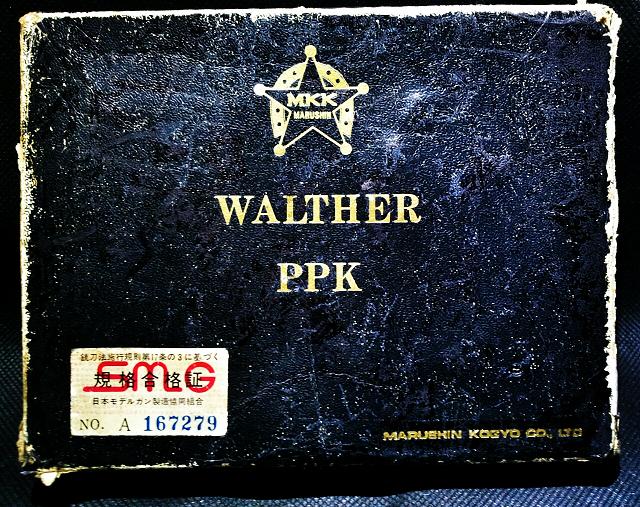 MKK
MARUSHIN
WALTHER
PPK
銃刀法施行規則第17条の3に基づく
SMG
規格合格証
日本モデルガン製造協同組合
NO. A 167279
MARUSHIN KOGYO CO., LTD